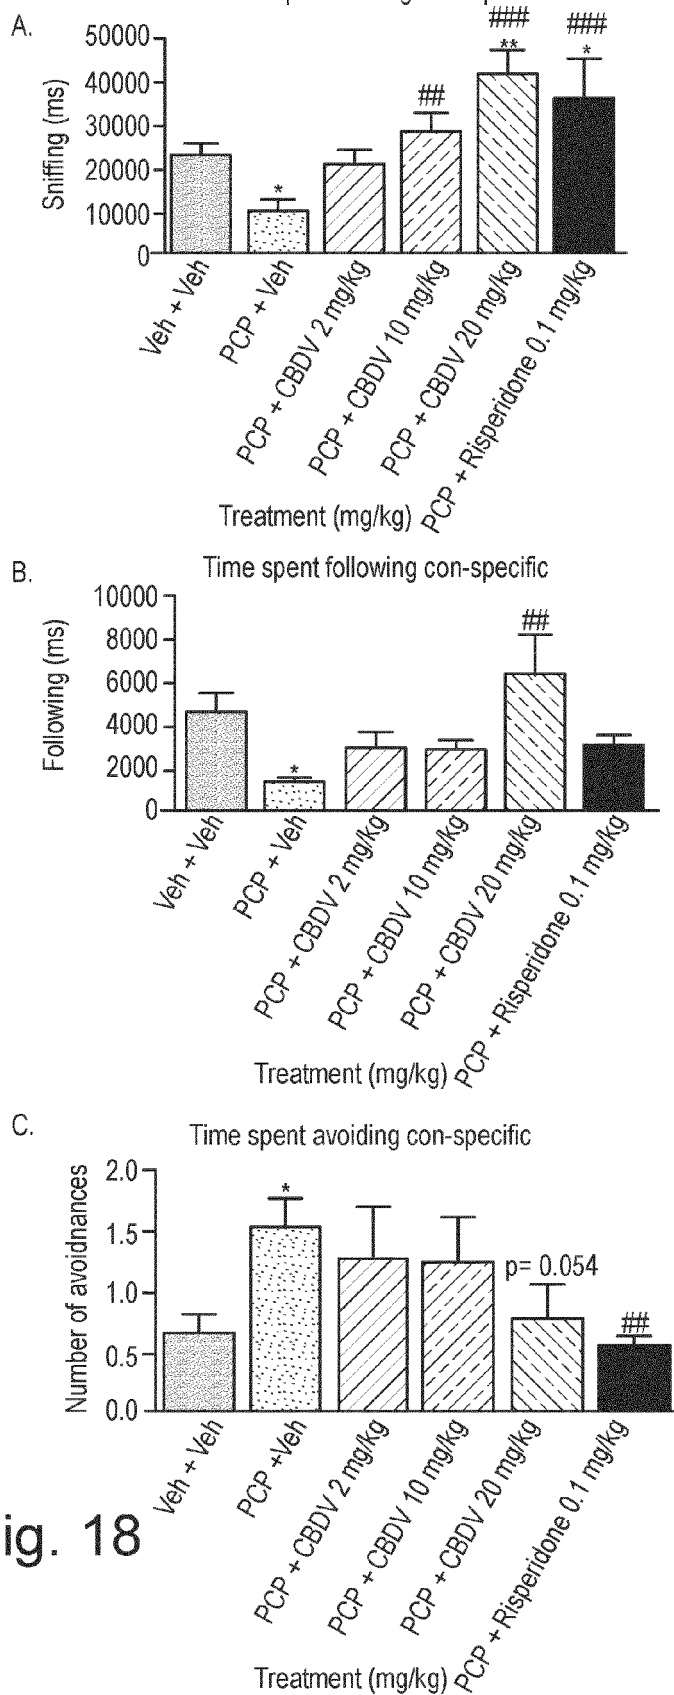 A.
50000
40000
30000
20000
10000
0
Sniffing (ms)
*
##
###
**
###
*
Veh + Veh
PCP + Veh
PCP + CBDV 2 mg/kg
PCP + CBDV 10 mg/kg
PCP + CBDV 20 mg/kg
PCP + Risperidone 0.1 mg/kg
Treatment (mg/kg)
B.
Time spent following con-specific
10000
8000
6000
4000
2000
0
Following (ms)
*
##
Veh + Veh
PCP + Veh
PCP + CBDV 2 mg/kg
PCP + CBDV 10 mg/kg
PCP + CBDV 20 mg/kg
PCP + Risperidone 0.1 mg/kg
Treatment (mg/kg)
C.
Time spent avoiding con-specific
2.0
1.5
1.0
0.5
0.0
Number of avoidnances
*
p= 0.054
##
Veh + Veh
PCP +Veh
PCP + CBDV 2 mg/kg
PCP + CBDV 10 mg/kg
PCP + CBDV 20 mg/kg
PCP + Risperidone 0.1 mg/kg
Treatment (mg/kg)
ig. 18